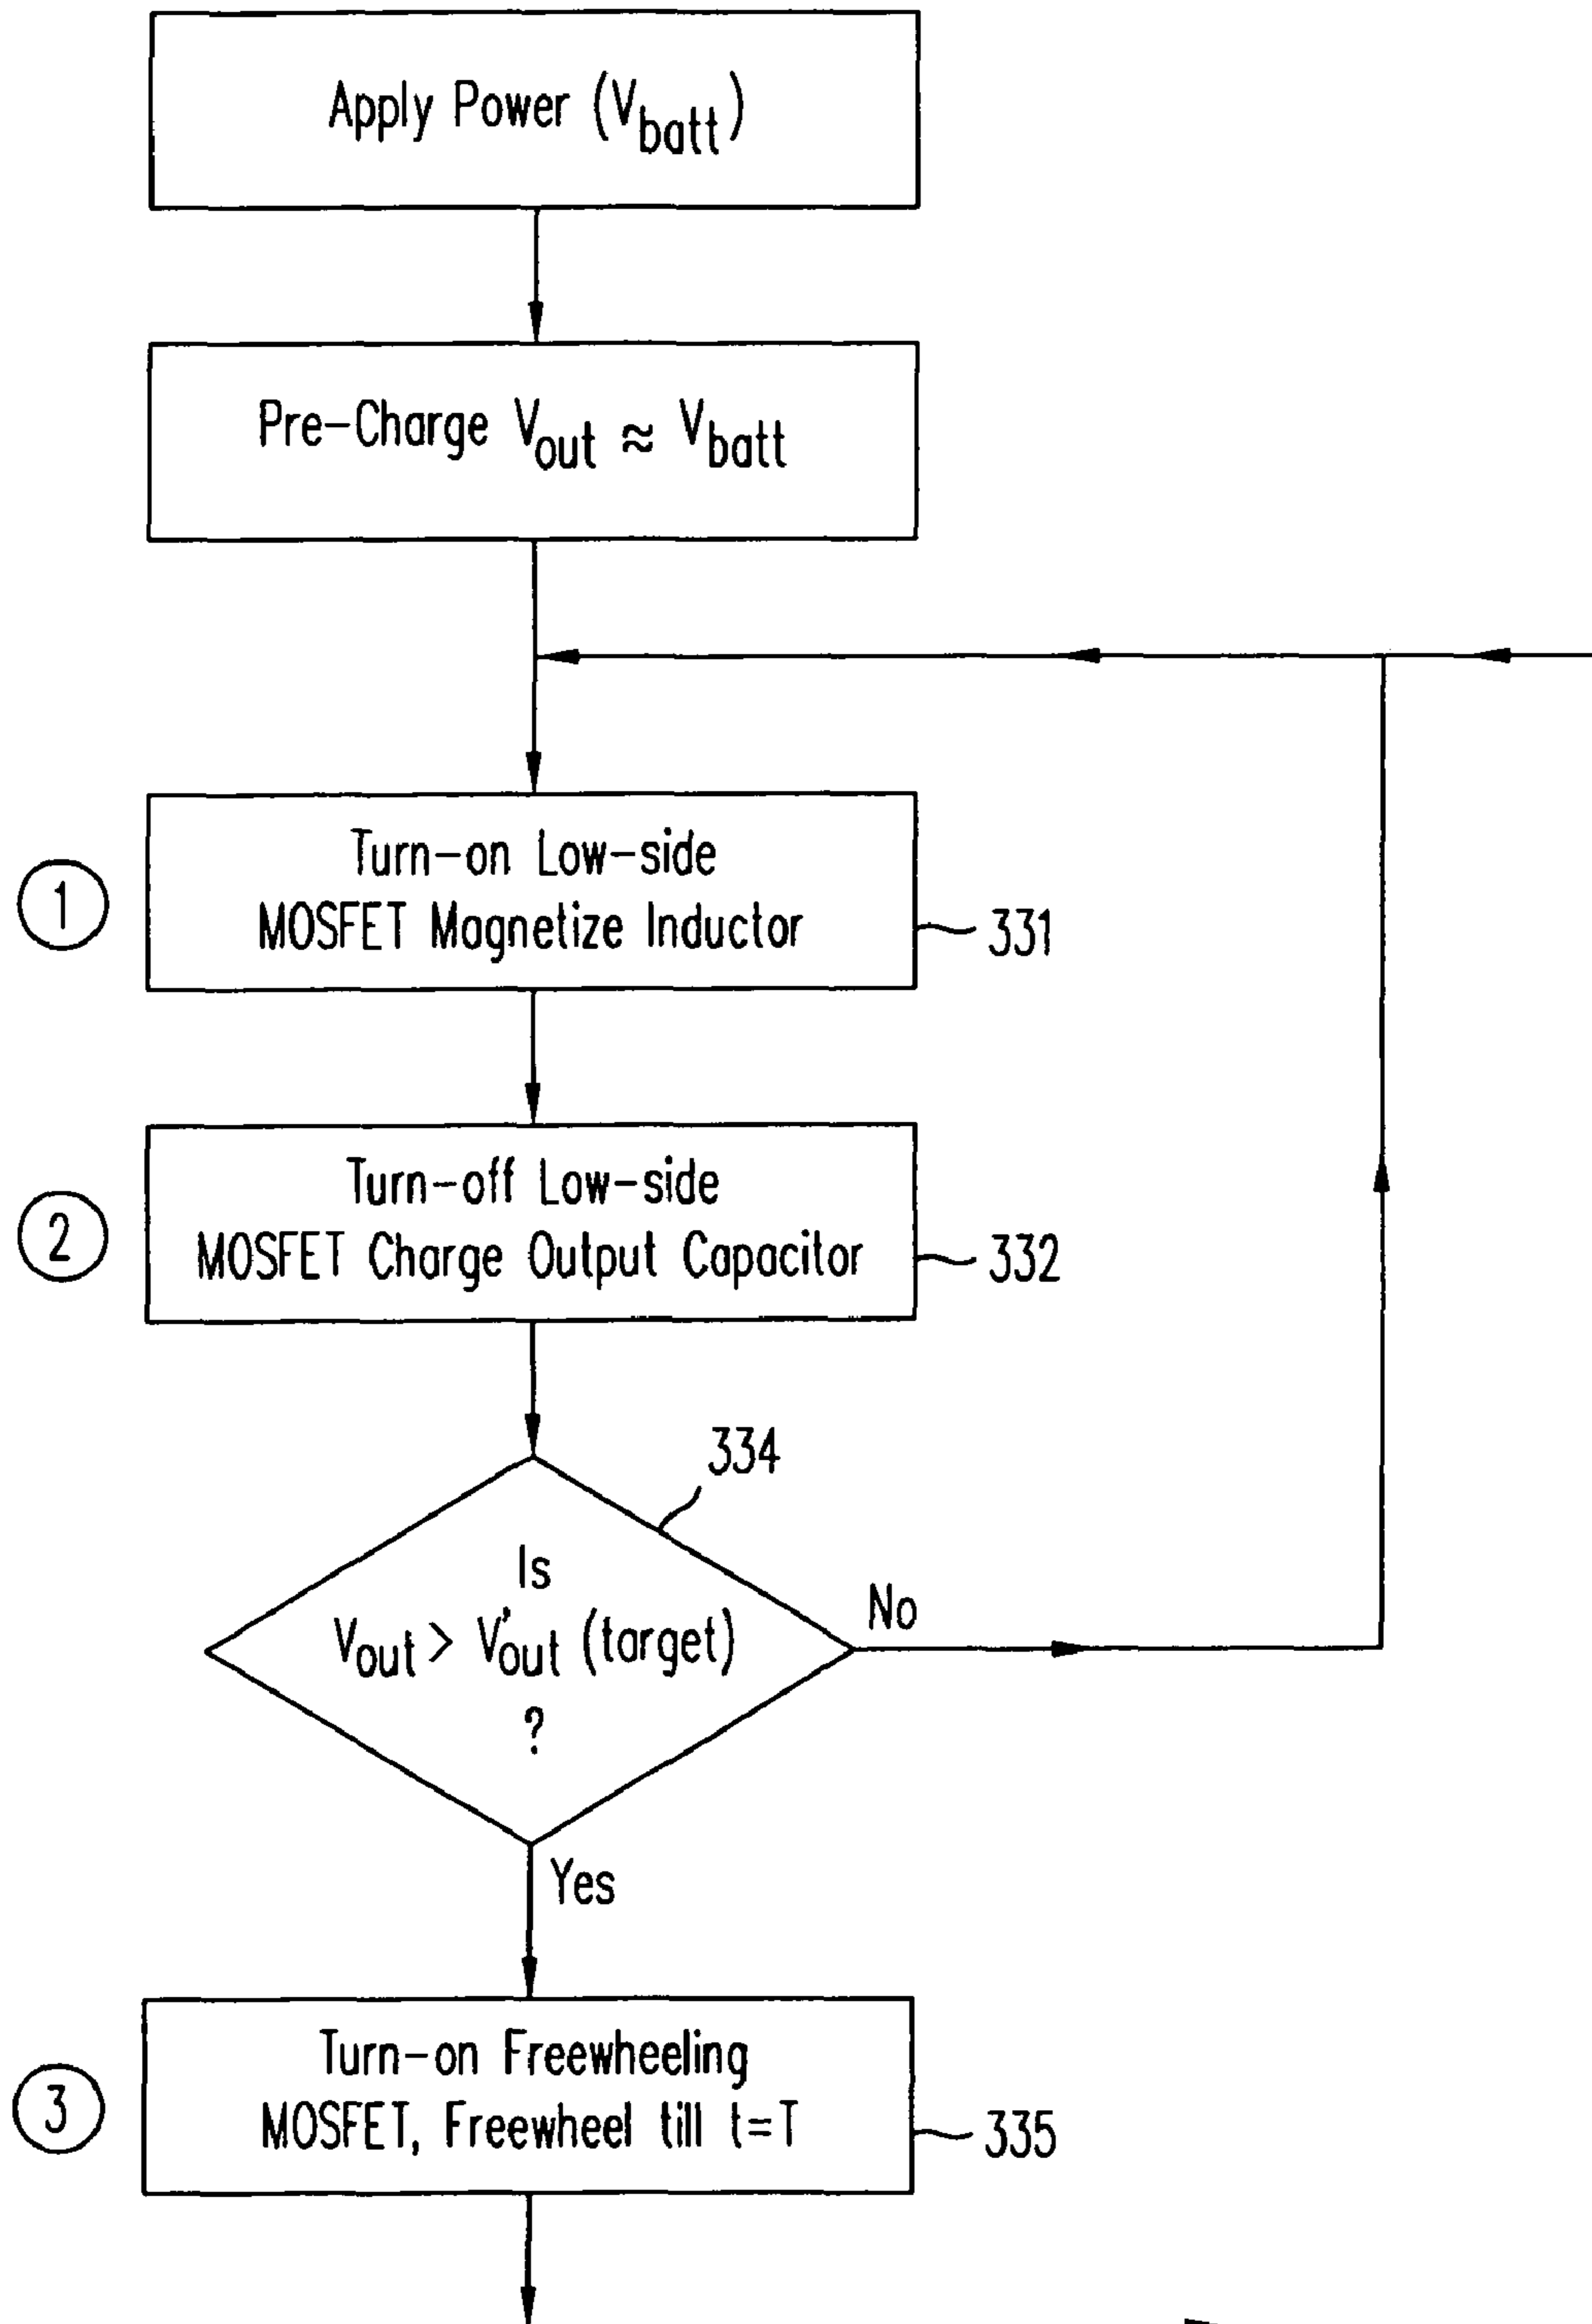 Apply Power (Vbatt)
Pre-Charge Vout ≈ Vbatt
1
Turn-on Low-side
MOSFET Magnetize Inductor
331
2
Turn-off Low-side
MOSFET Charge Output Capacitor
332
334
Is
Vout > V'out (target)
?
No
Yes
3
Turn-on Freewheeling
MOSFET, Freewheel till t=T
335